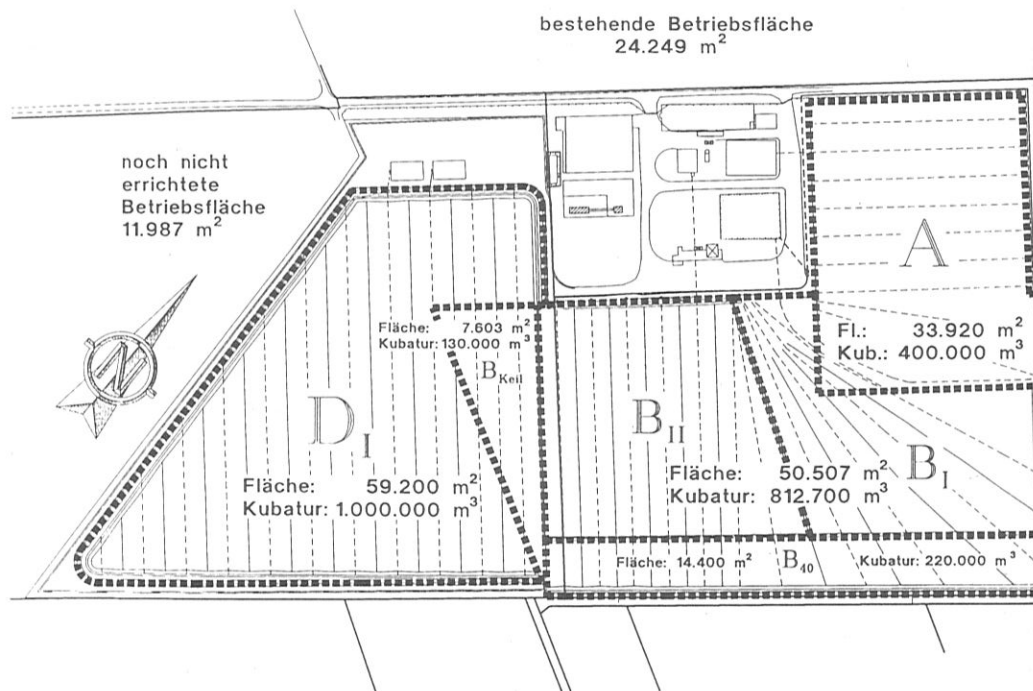 bestehende Betriebsfläche
24.249 m²
noch nicht
errichtete
Betriebsfläche
11.987 m²
A
Fl.: 33.920 m²
Kub.: 400.000 m³
Fläche: 7.603 m²
Kubatur: 130.000 m³
B Keil
D I
Fläche: 59.200 m²
Kubatur: 1.000.000 m³
B II
Fläche: 50.507 m²
Kubatur: 812.700 m³
B I
Fläche: 14.400 m²
B 40
Kubatur: 220.000 m³
N